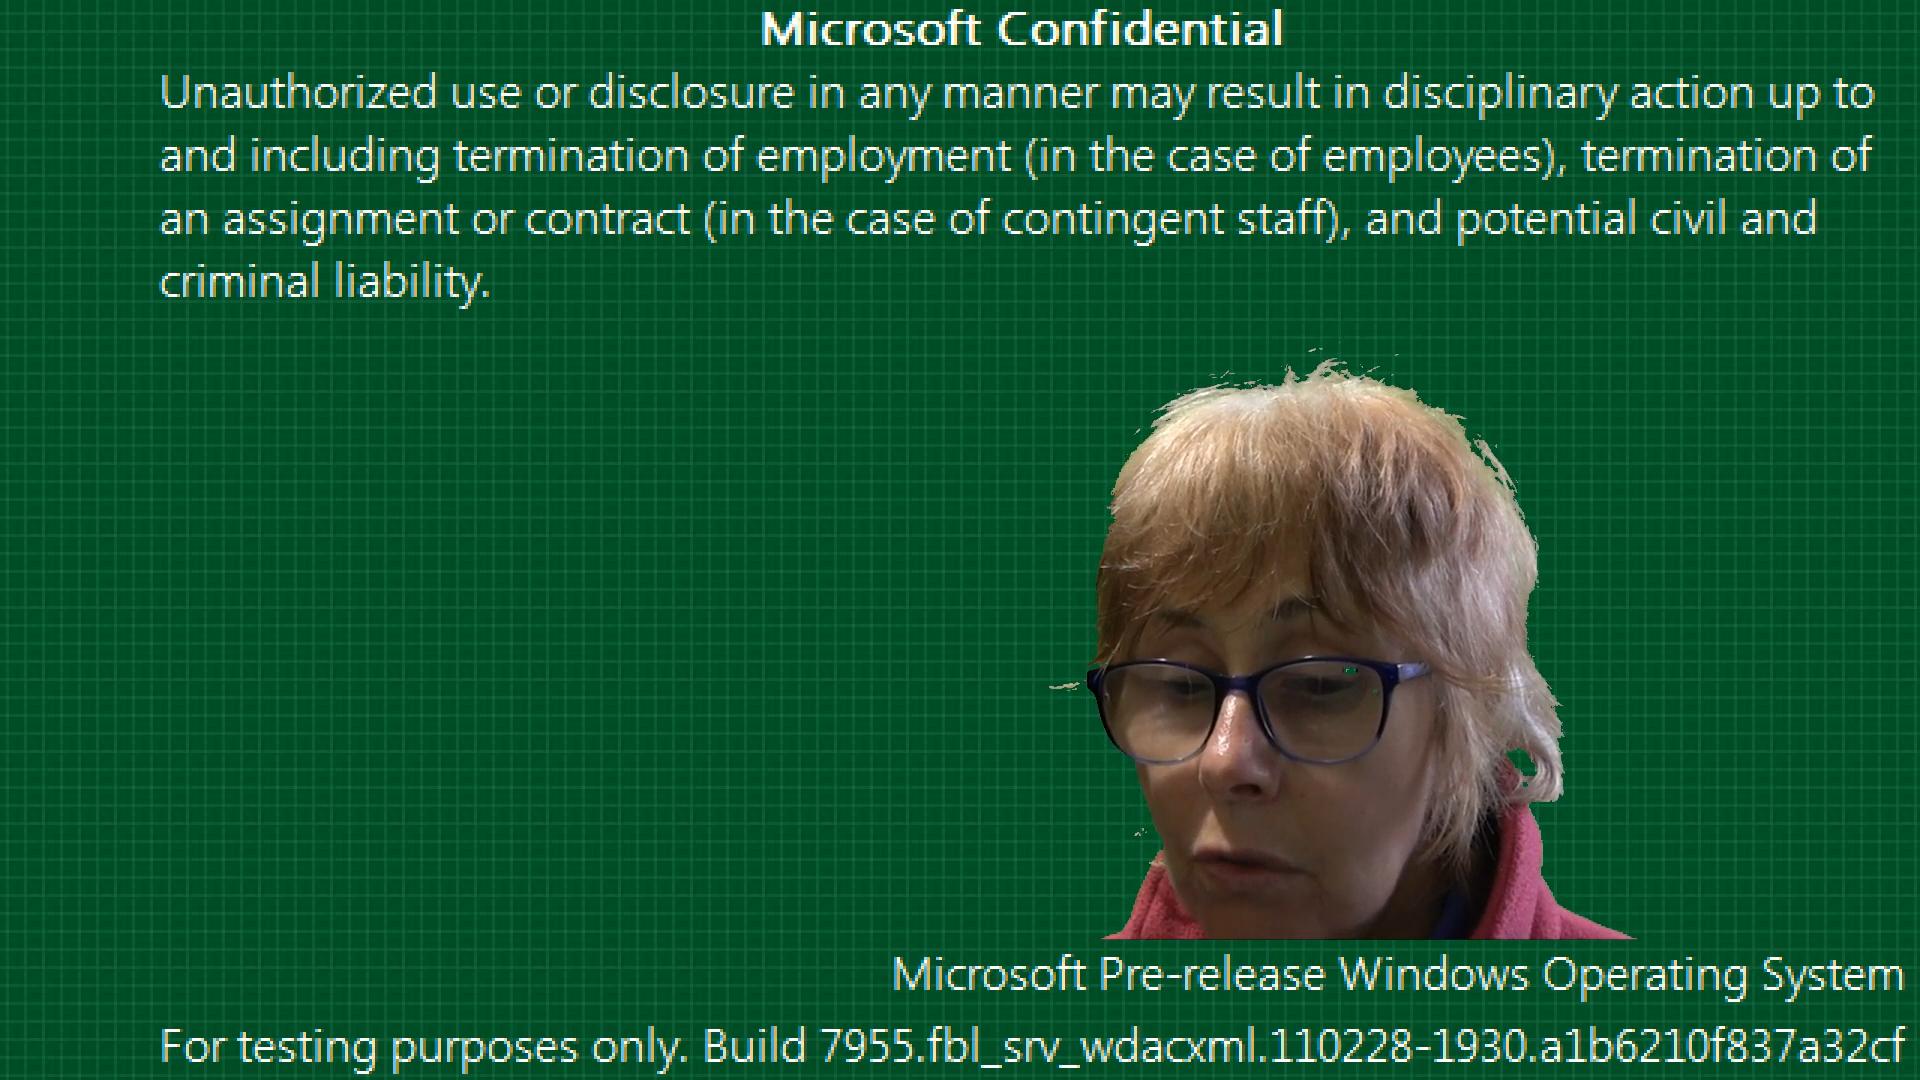 Microsoft Confidential
Unauthorized use or disclosure in any manner may result in disciplinary action up to
and including termination of employment (in the case of employees), termination of
an assignment or contract (in the case of contingent staff), and potential civil and
criminal liability.
Microsoft Pre-release Windows Operating System
For testing purposes only. Build 7955.fbl_srv_wdacxml.110228-1930.a1b6210f837a32cf